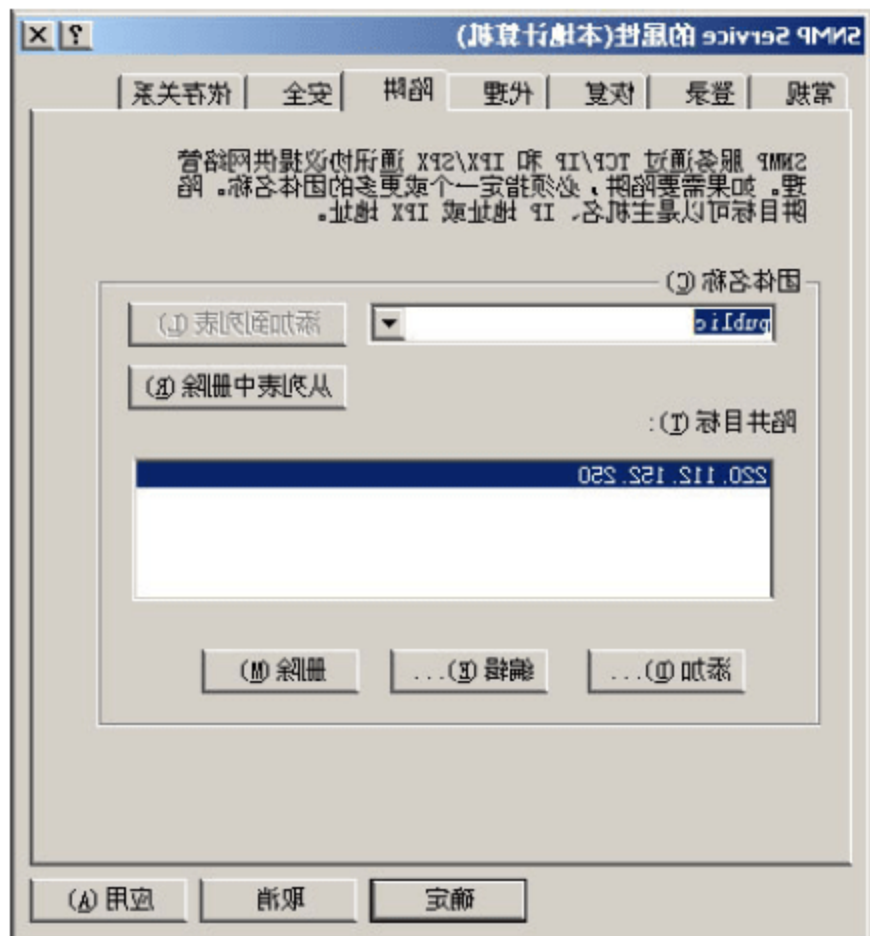 SNMP Service 的属性(本地计算机)
常规 登录 恢复 代理 陷阱 安全 依存关系
SNMP 服务通过 TCP/IP 和 IPX/SPX 通讯协议提供网络管
理。如果需要陷阱，必须指定一个或更多的团体名称。陷
阱目标可以是主机名、IP 地址或 IPX 地址。
团体名称(C)
public 添加到列表(L)
从列表中删除(R)
陷井目标(T):
220.112.152.250
添加(D)... 编辑(E)... 删除(M)
确定 取消 应用(A)